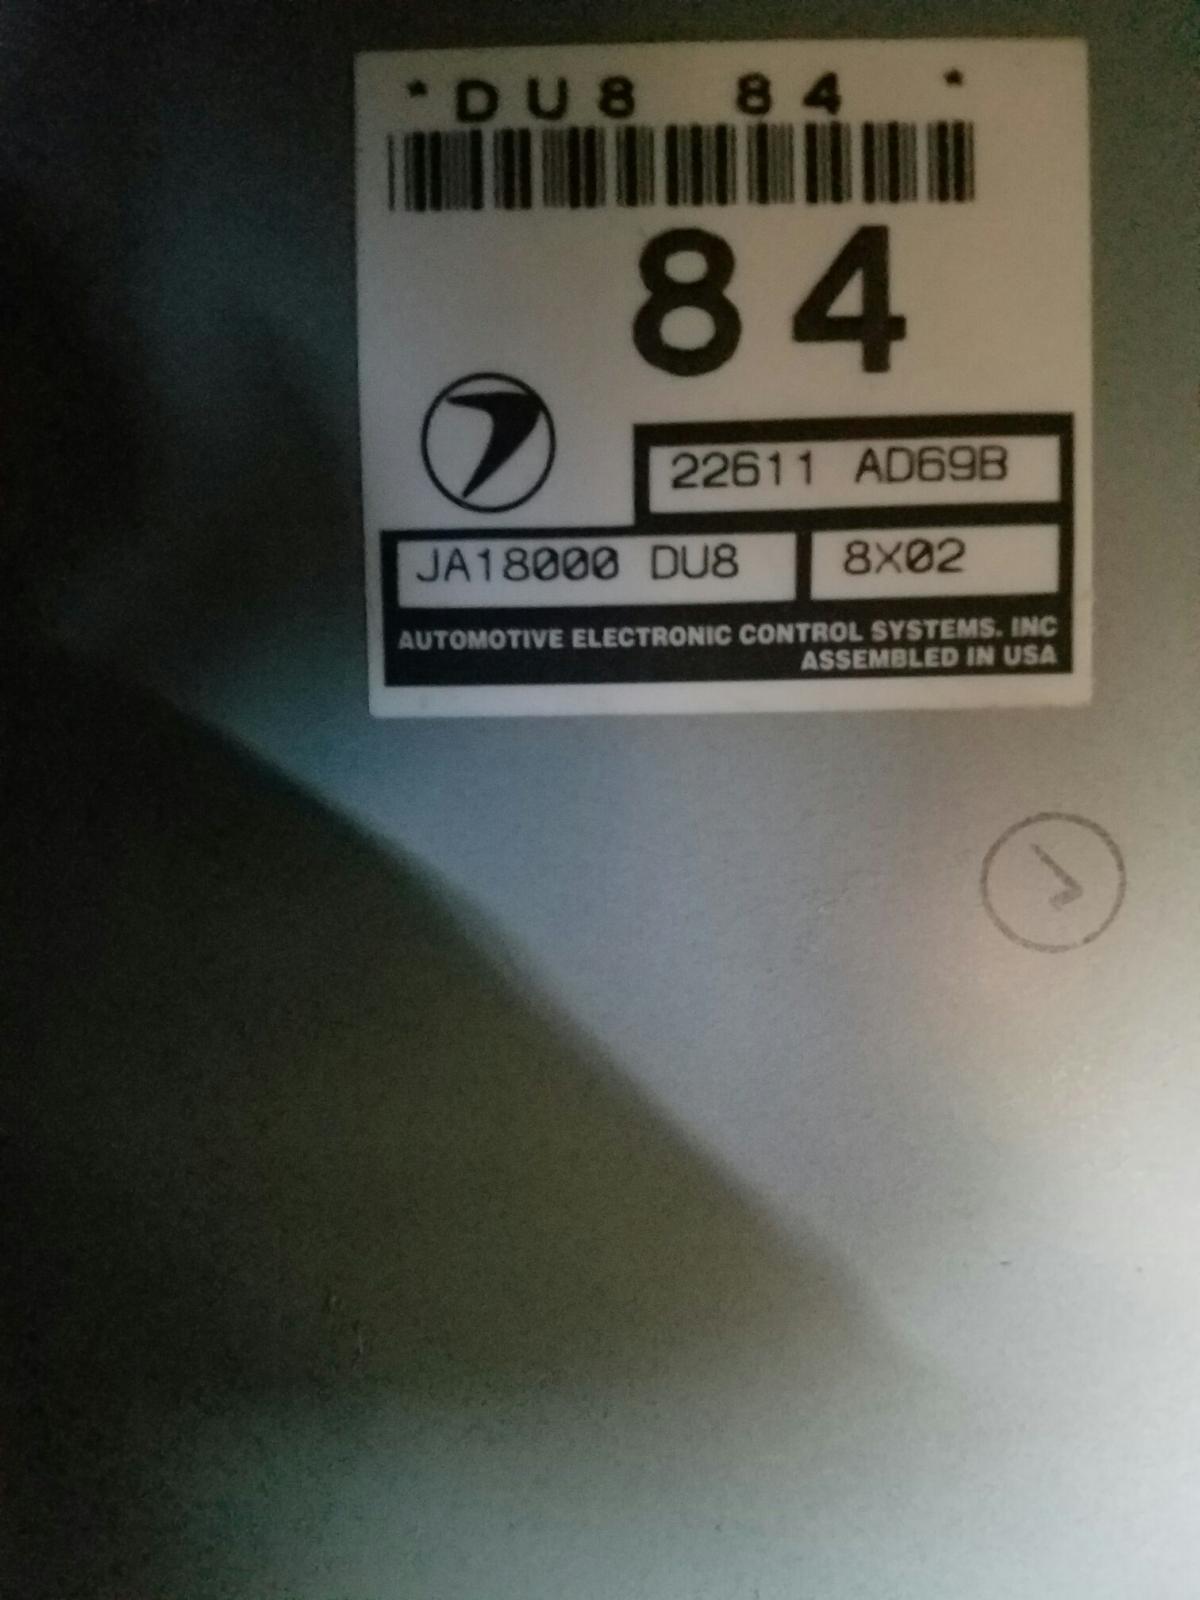 *DU8 84 *
84
22611 AD69B
JA18000 DU8 8X02
AUTOMOTIVE ELECTRONIC CONTROL SYSTEMS. INC
ASSEMBLED IN USA